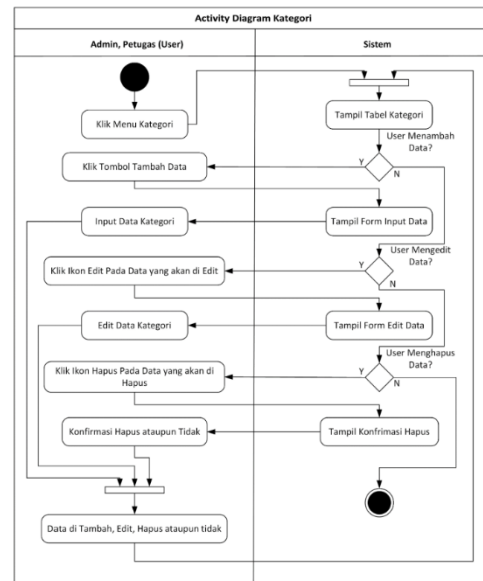 Activity Diagram Kategori
Admin, Petugas (User)
Sistem
Klik Menu Kategori
Tampil Tabel Kategori
User Menambah
Data?
Y
N
Klik Tombol Tambah Data
Input Data Kategori
Tampil Form Input Data
User Mengedit
Data?
Y
N
Klik Ikon Edit Pada Data yang akan di Edit
Edit Data Kategori
Tampil Form Edit Data
User Menghapus
Data?
Y
N
Klik Ikon Hapus Pada Data yang akan di
Hapus
Konfirmasi Hapus ataupun Tidak
Tampil Konfrimasi Hapus
Data di Tambah, Edit, Hapus ataupun tidak